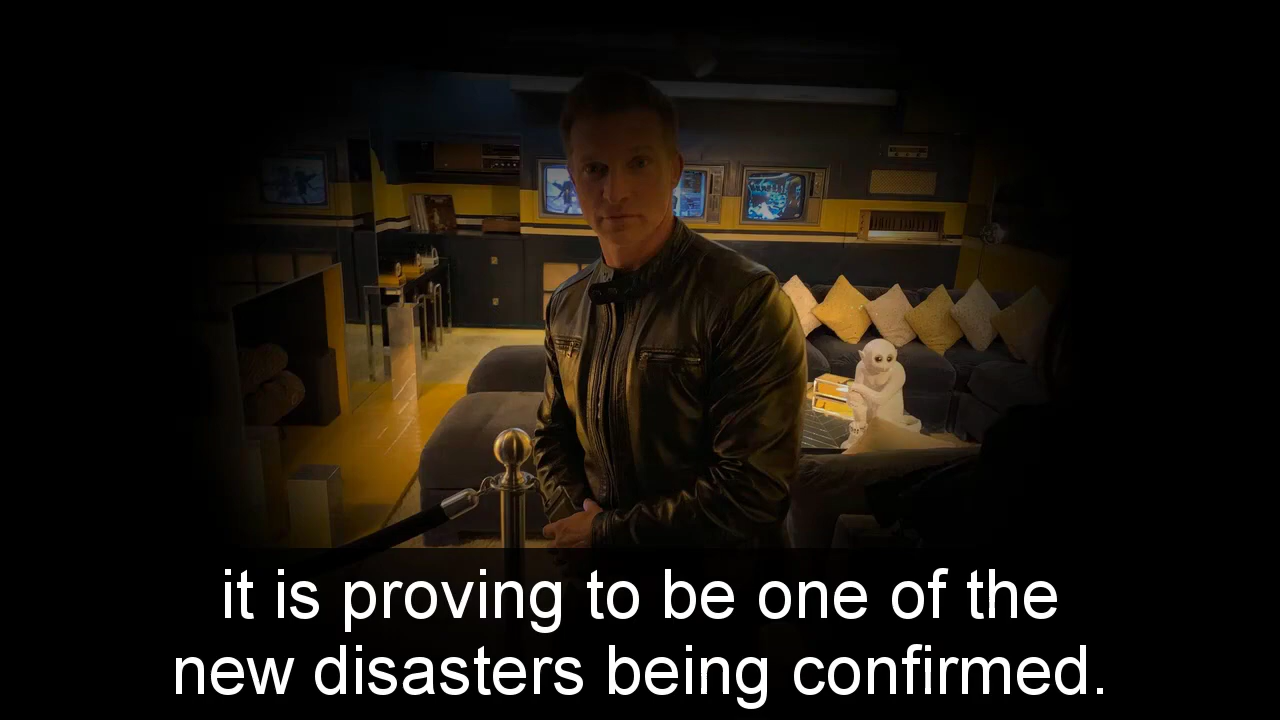 it is proving to be one of the
new disasters being confirmed.